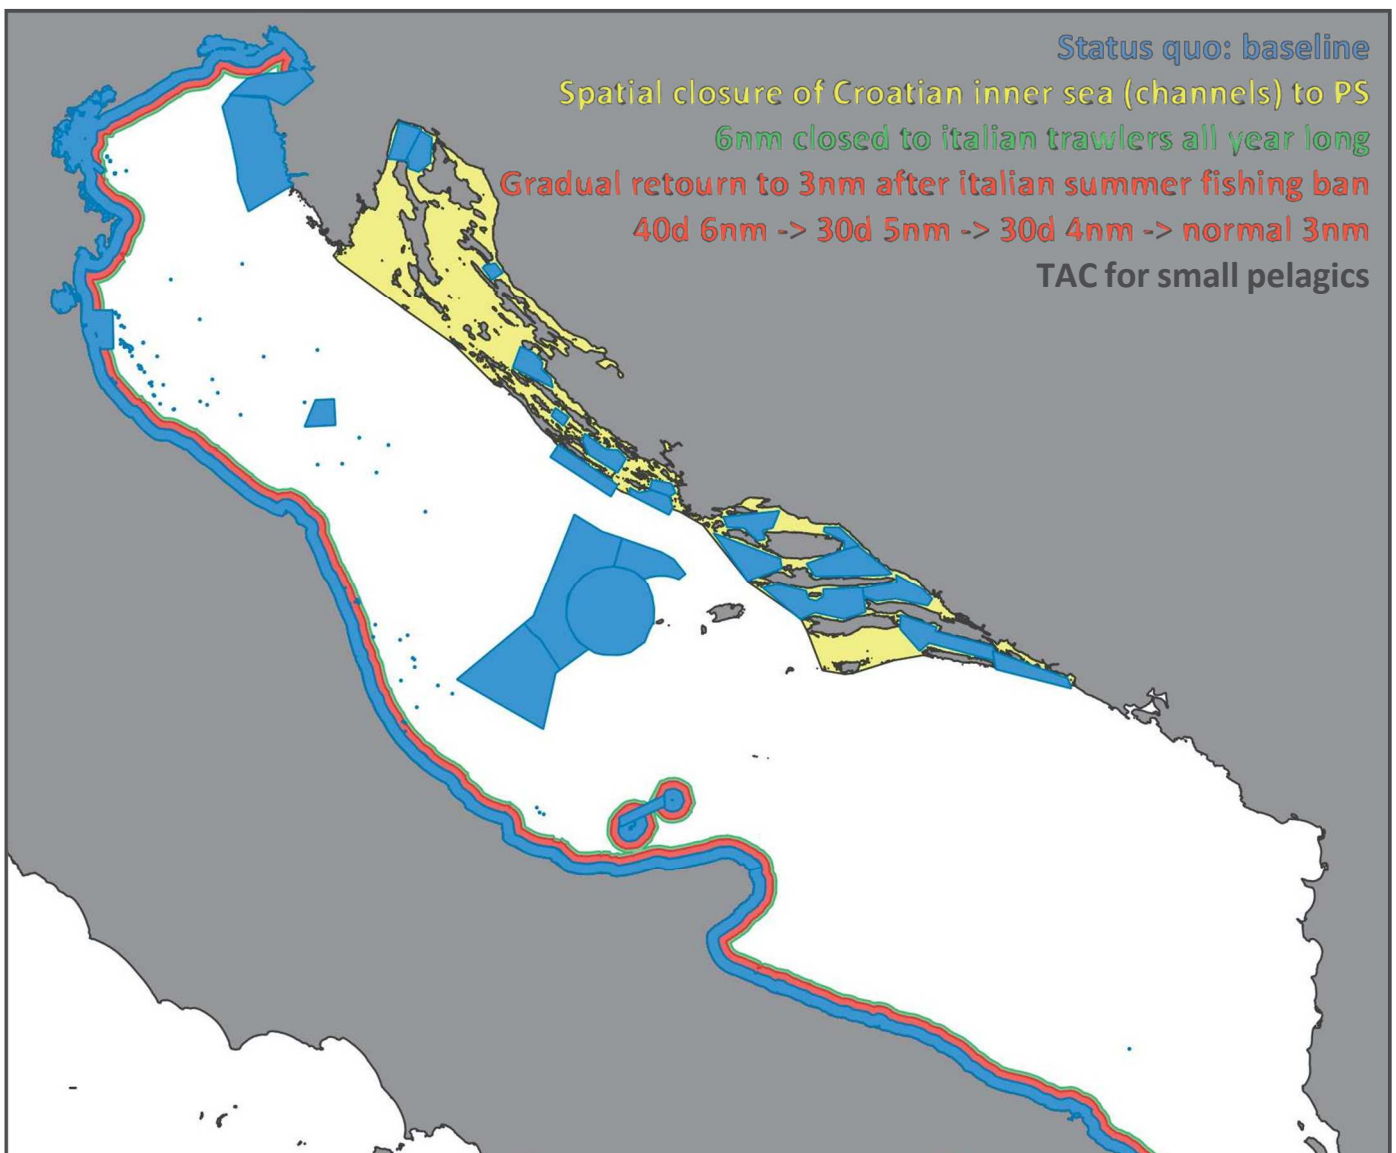 Status quo: baseline
Spatial closure of Croatian inner sea (channels) to PS
6nm closed to italian trawlers all year long
Gradual retourn to 3nm after italian summer fishing ban
40d 6nm -> 30d 5nm -> 30d 4nm -> normal 3nm
TAC for small pelagics